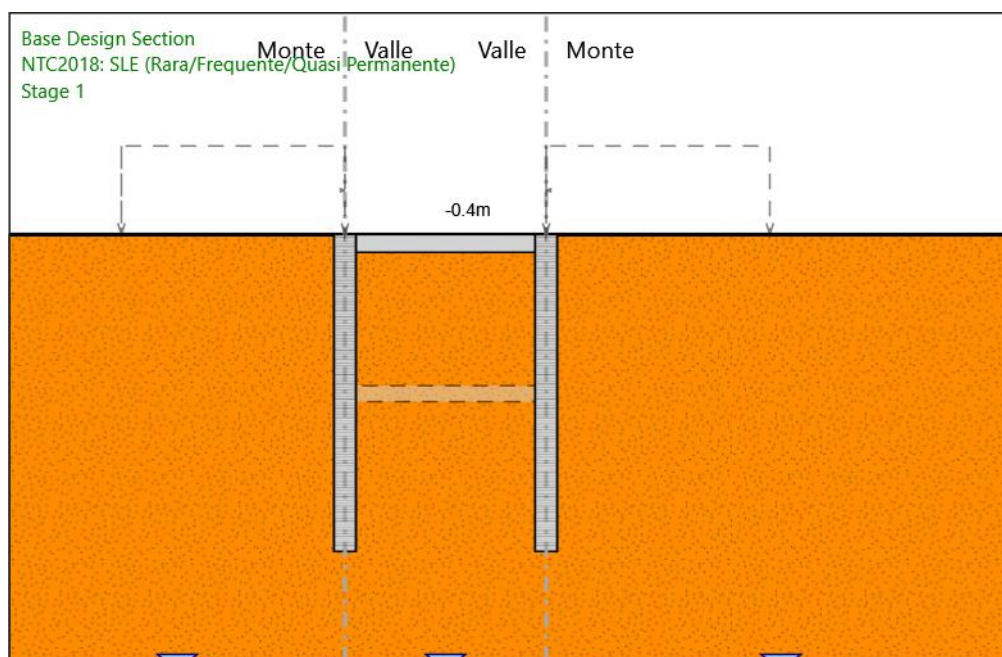 Base Design Section
Monte Valle Valle Monte
NTC2018: SLE (Rara/Frequente/Quasi Permanente)
Stage 1
-0.4m